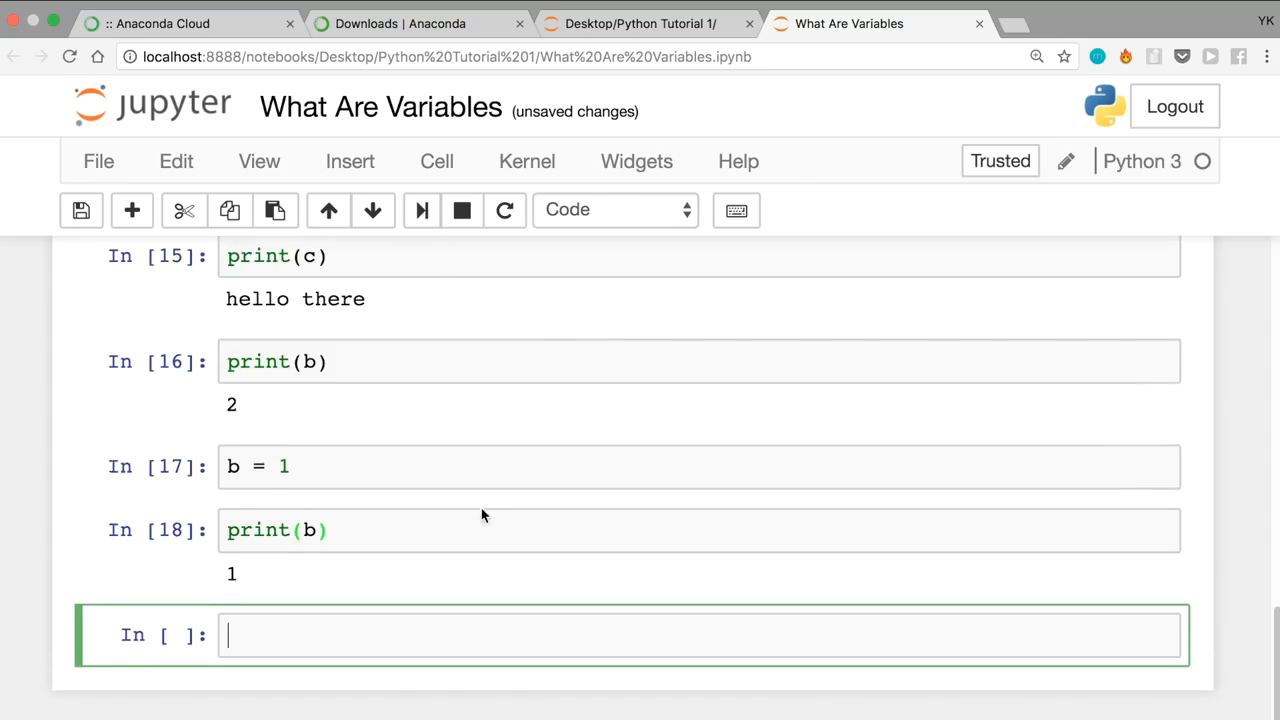 :: Anaconda Cloud
Downloads | Anaconda
Desktop/Python Tutorial 1/
What Are Variables
YK
localhost:8888/notebooks/Desktop/Python%20Tutorial%201/What%20Are%20Variables.ipynb
jupyter What Are Variables (unsaved changes)
Logout
File Edit View Insert Cell Kernel Widgets Help
Trusted
Python 3
Code
In [15]: print(c)
hello there
In [16]: print(b)
2
In [17]: b = 1
In [18]: print(b)
1
In [ ]: